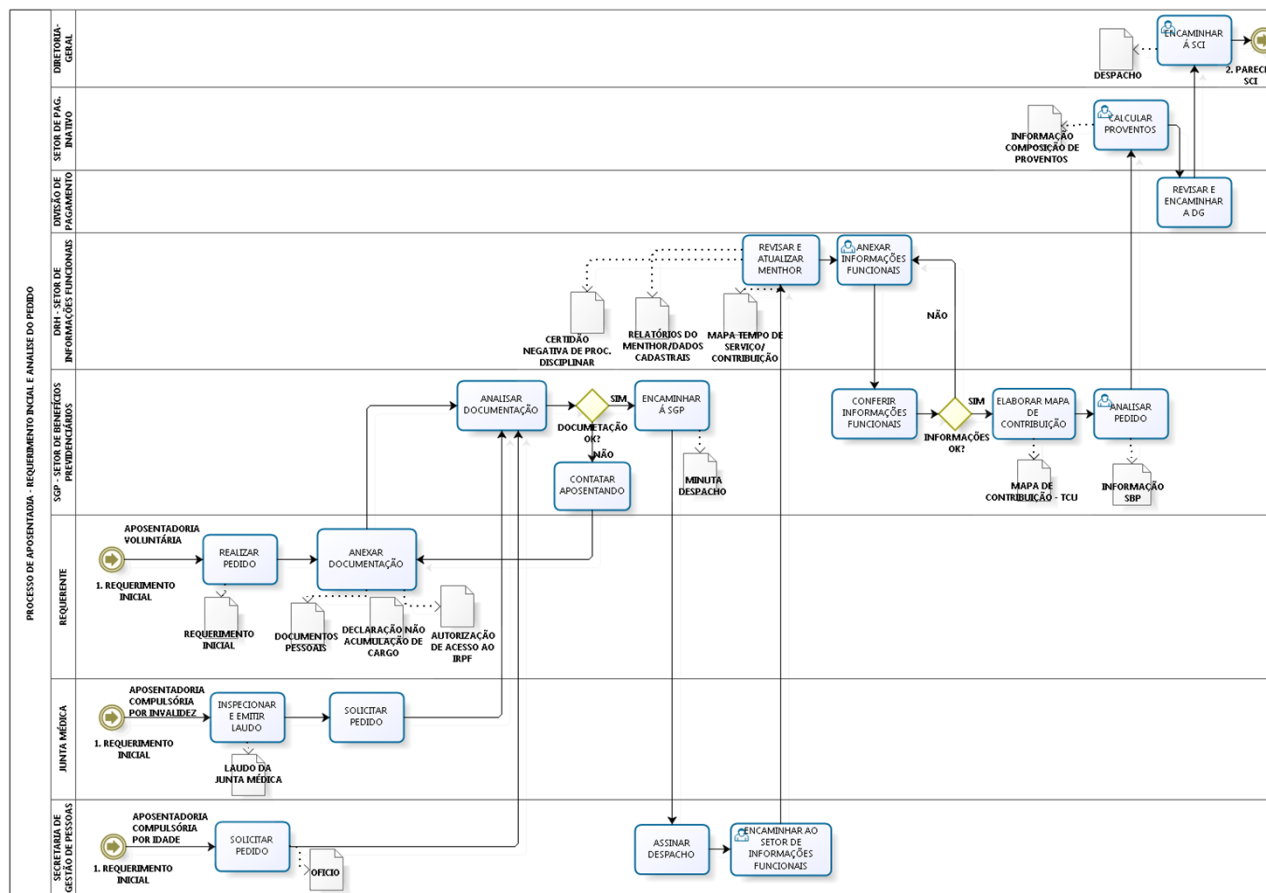 PROCESSO DE APOSENTADIA - REQUERIMENTO INCIAL E ANALISE DO PEDIDO
DIRETORIA-
GERAL
DESPACHO
ENCAMINHAR
Á SCI
2. PARECE
SCI
SETOR DE PAG.
INATIVO
INFORMAÇÃO
COMPOSIÇÃO DE
PROVENTOS
CALCULAR
PROVENTOS
DIVISÃO DE
PAGAMENTO
REVISAR E
ENCAMINHAR
A DG
DRH - SETOR DE
INFORMAÇÕES FUNCIONAIS
REVISAR E
ATUALIZAR
MENTHOR
ANEXAR
INFORMAÇÕES
FUNCIONAIS
CERTIDÃO
NEGATIVA DE PROC.
DISCIPLINAR
RELATÓRIOS DO
MENTHOR/DADOS
CADASTRAIS
MAPA TEMPO DE
SERVIÇO/
CONTRIBUIÇÃO
NÃO
SGP - SETOR DE BENEFÍCIOS
PREVIDENCIÁRIOS
ANALISAR
DOCUMENTAÇÃO
SIM
DOCUMETAÇÃO
OK?
NÃO
ENCAMINHAR
Á SGP
CONTATAR
APOSENTANDO
MINUTA
DESPACHO
CONFERIR
INFORMAÇÕES
FUNCIONAIS
SIM
INFORMAÇÕES
OK?
ELABORAR MAPA
DE
CONTRIBUIÇÃO
ANALISAR
PEDIDO
MAPA DE
CONTRIBUIÇÃO - TCU
INFORMAÇÃO
SBP
REQUERENTE
APOSENTADORIA
VOLUNTÁRIA
1. REQUERIMENTO
INICIAL
REALIZAR
PEDIDO
ANEXAR
DOCUMENTAÇÃO
REQUERIMENTO
INICIAL
DOCUMENTOS
PESSOAIS
DECLARAÇÃO NÃO
ACUMULAÇÃO DE
CARGO
AUTORIZAÇÃO
DE ACESSO AO
IRPF
JUNTA MÉDICA
APOSENTADORIA
COMPULSÓRIA
POR INVALIDEZ
1. REQUERIMENTO
INICIAL
INSPECIONAR
E EMITIR
LAUDO
SOLICITAR
PEDIDO
LAUDO DA
JUNTA MÉDICA
SECRETARIA DE
GESTÃO DE PESSOAS
APOSENTADORIA
COMPULSÓRIA
POR IDADE
1. REQUERIMENTO
INICIAL
SOLICITAR
PEDIDO
OFICIO
ASSINAR
DESPACHO
ENCAMINHAR AO
SETOR DE
INFORMAÇÕES
FUNCIONAIS